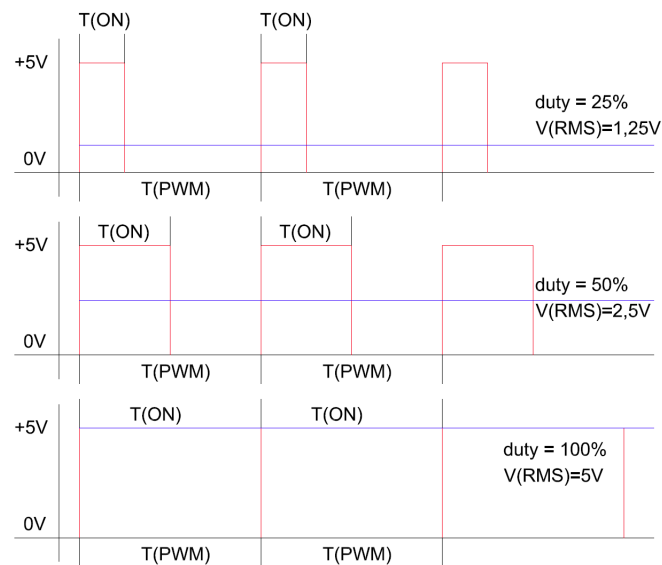 T(ON) T(ON)
+5V
duty = 25%
V(RMS)=1,25V
0V
T(PWM) T(PWM)
+5V T(ON) T(ON)
duty = 50%
V(RMS)=2,5V
0V
T(PWM) T(PWM)
T(ON) T(ON)
+5V
duty = 100%
V(RMS)=5V
0V
T(PWM) T(PWM)